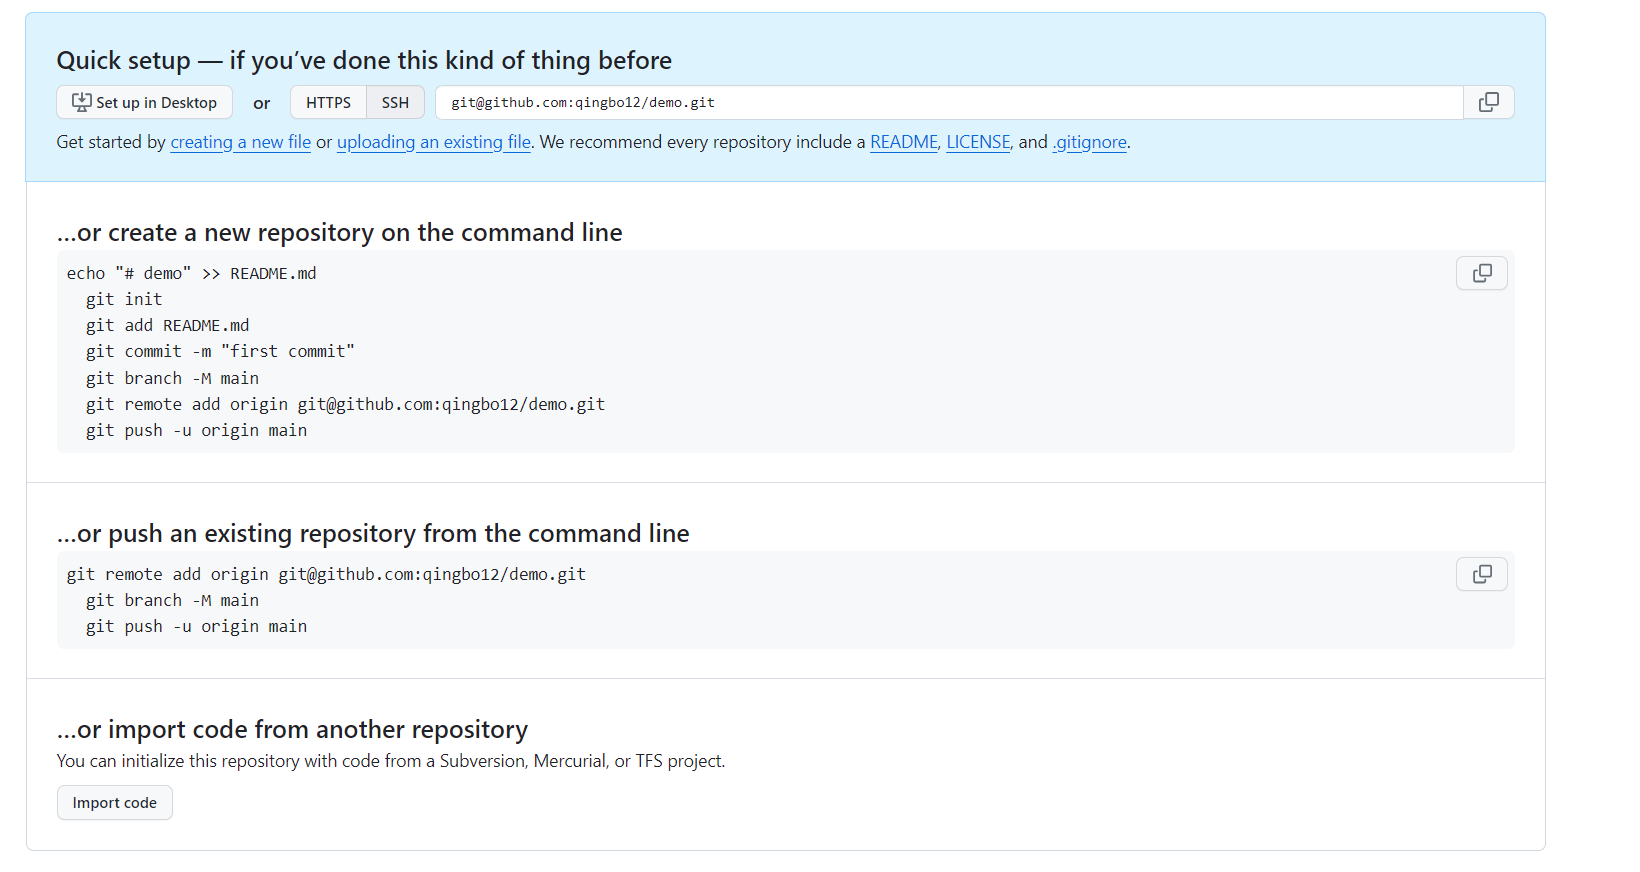 Quick setup — if you’ve done this kind of thing before
Set up in Desktop or HTTPS SSH git@github.com:qingbo12/demo.git
Get started by creating a new file or uploading an existing file. We recommend every repository include a README, LICENSE, and .gitignore.
…or create a new repository on the command line
echo "# demo" >> README.md
git init
git add README.md
git commit -m "first commit"
git branch -M main
git remote add origin git@github.com:qingbo12/demo.git
git push -u origin main
…or push an existing repository from the command line
git remote add origin git@github.com:qingbo12/demo.git
git branch -M main
git push -u origin main
…or import code from another repository
You can initialize this repository with code from a Subversion, Mercurial, or TFS project.
Import code